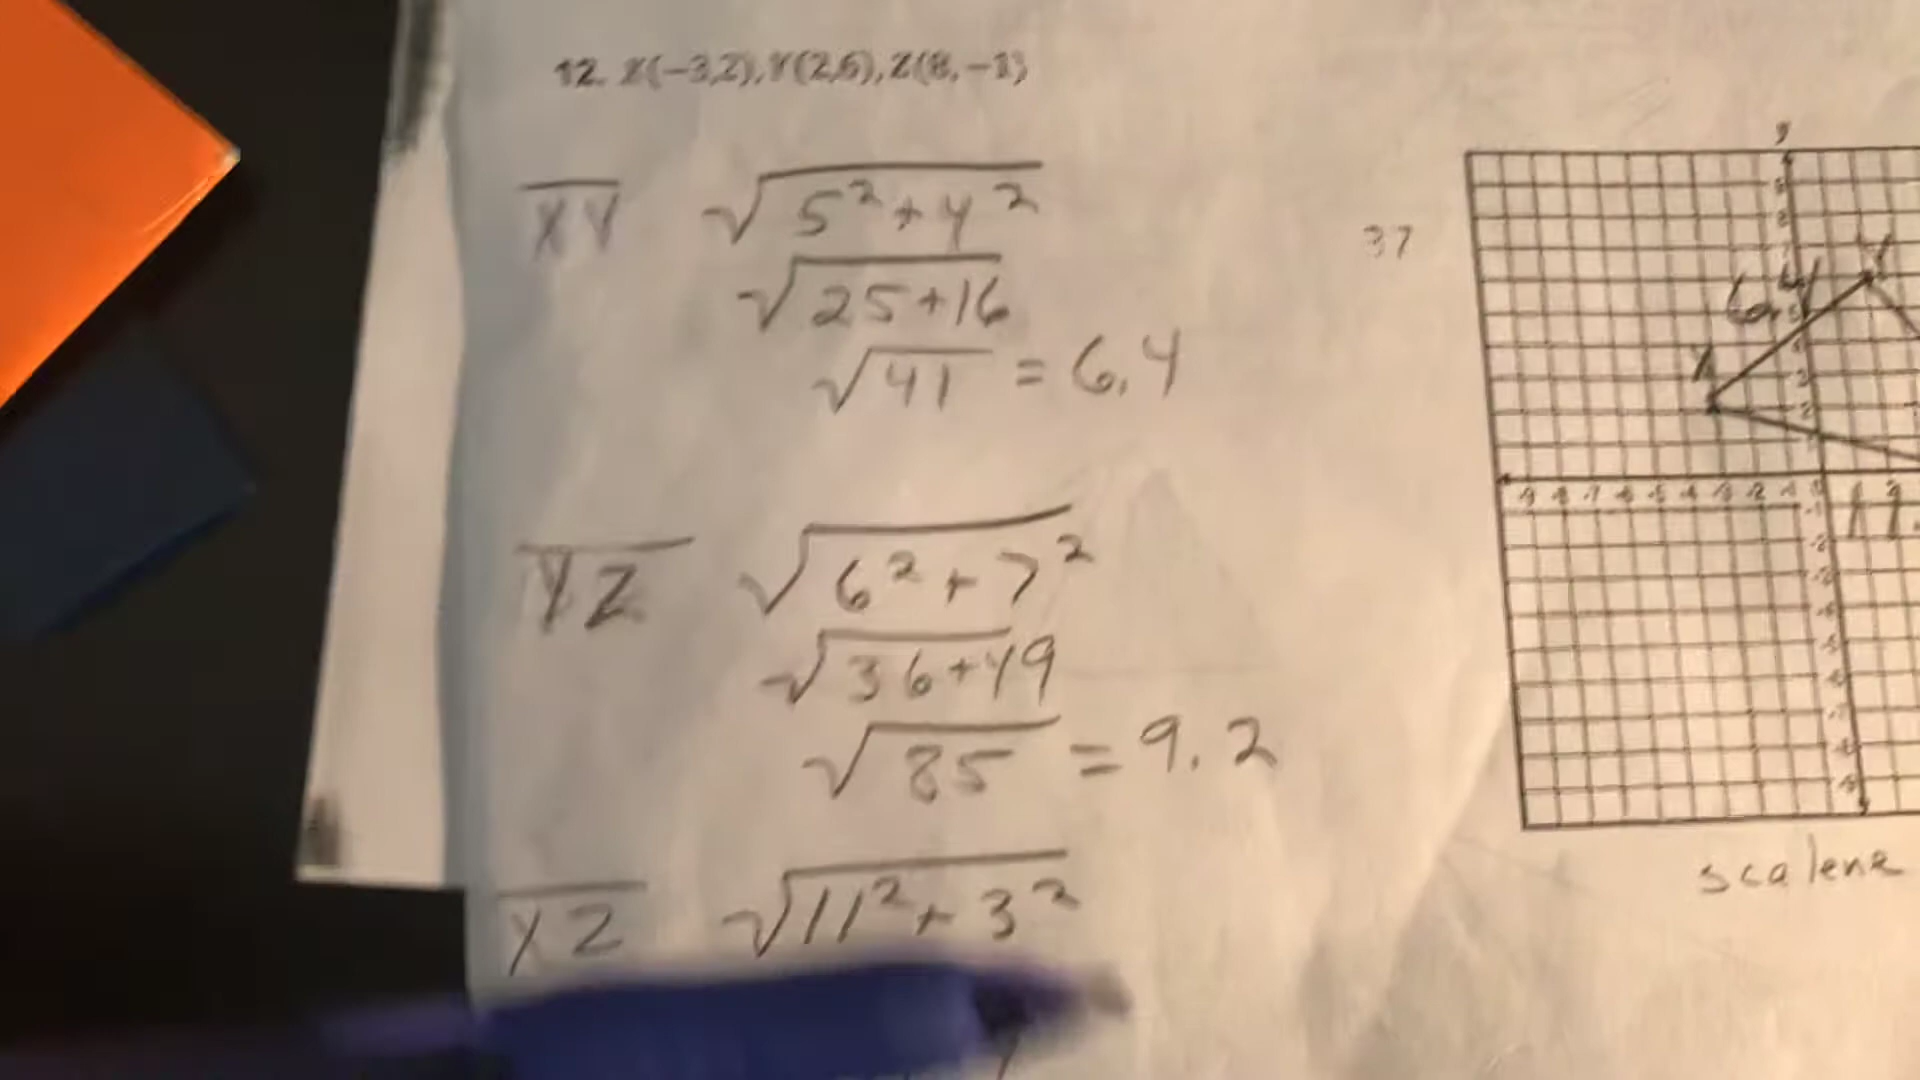 12. X(−3,2),Y(2,6),Z(8,−1)
XY √5²+4²
√25+16
√41 = 6.4
37
6.4
Y
X
y
YZ √6²+7²
√36+49
√85 = 9.2
XZ √11²+3²
scalene